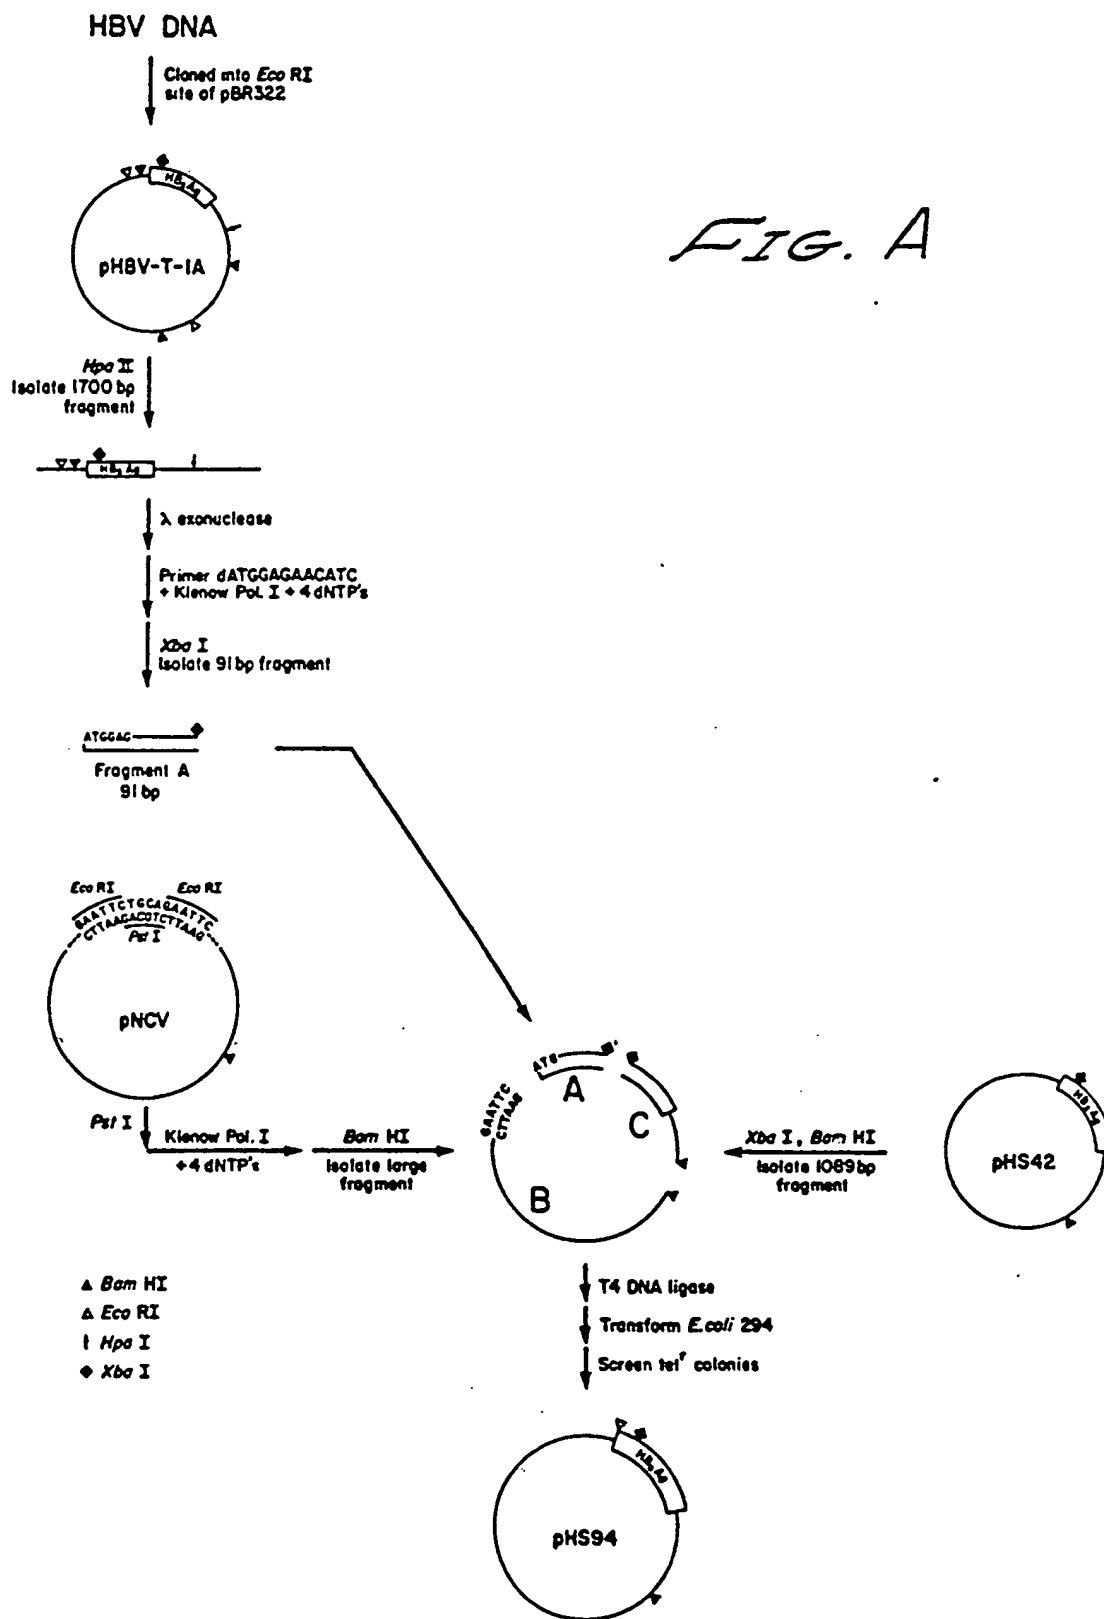 HBV DNA
Cloned into Eco RI
site of pBR322
HBsAg
pHBV-T-1A
FIG. A
Hpa II
Isolate 1700 bp
fragment
HBsAg
λ exonuclease
Primer dATGGAGAACATC
+ Klenow Pol. I + 4 dNTP's
Xba I
Isolate 91 bp fragment
ATGGAG
Fragment A
91 bp
Eco RI Eco RI
GAATTCTGCAGAATTC
CTTAAGACGTCTTAAG
Pst I
pNCV
Pst I
Klenow Pol. I
+4 dNTP's
Bam HI
Isolate large
fragment
GAATTC
CTTAAG
ATG
A
C
B
Xba I, Bam HI
Isolate 1089 bp
fragment
HBsAg
pHS42
▲ Bam HI
△ Eco RI
Hpa I
◆ Xba I
T4 DNA ligase
Transform E.coli 294
Screen tetʳ colonies
HBsAg
pHS94